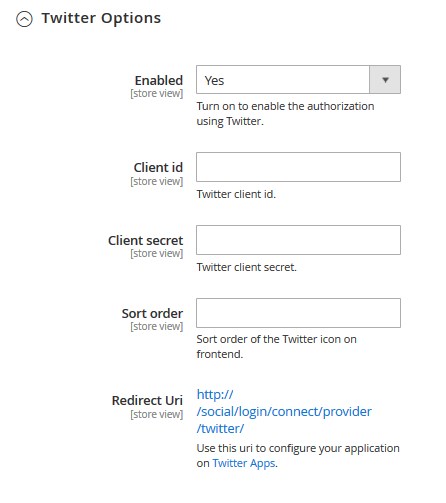 Twitter Options
Enabled
[store view]
Yes
Turn on to enable the authorization
using Twitter.
Client id
[store view]
Twitter client id.
Client secret
[store view]
Twitter client secret.
Sort order
[store view]
Sort order of the Twitter icon on
frontend.
Redirect Uri
[store view]
http://
/social/login/connect/provider
/twitter/
Use this uri to configure your application
on Twitter Apps.